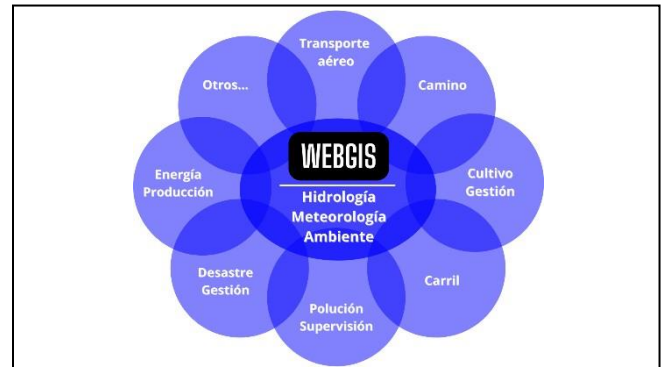 Transporte
aéreo
Otros...
Camino
WEBGIS
Hidrología
Meteorología
Ambiente
Energía
Producción
Cultivo
Gestión
Desastre
Gestión
Carril
Polución
Supervisión